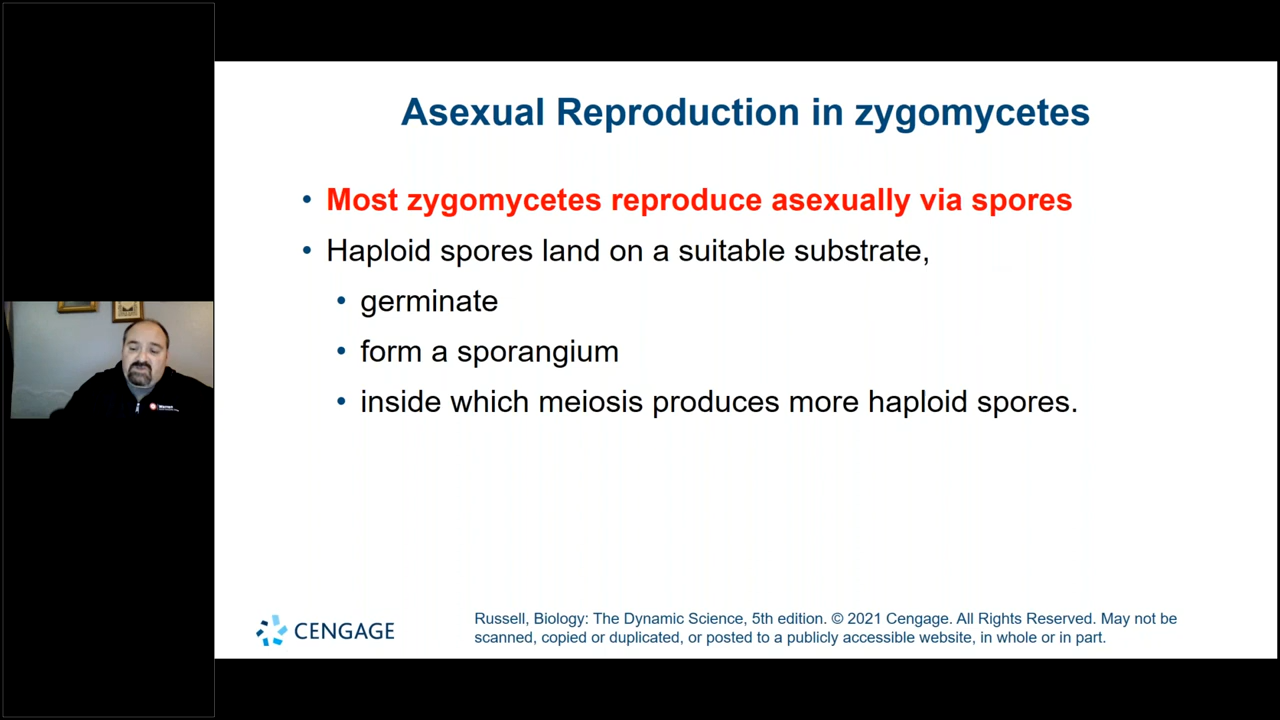 Asexual Reproduction in zygomycetes
• Most zygomycetes reproduce asexually via spores
• Haploid spores land on a suitable substrate,
• germinate
• form a sporangium
• inside which meiosis produces more haploid spores.
CENGAGE
Russell, Biology: The Dynamic Science, 5th edition. © 2021 Cengage. All Rights Reserved. May not be
scanned, copied or duplicated, or posted to a publicly accessible website, in whole or in part.